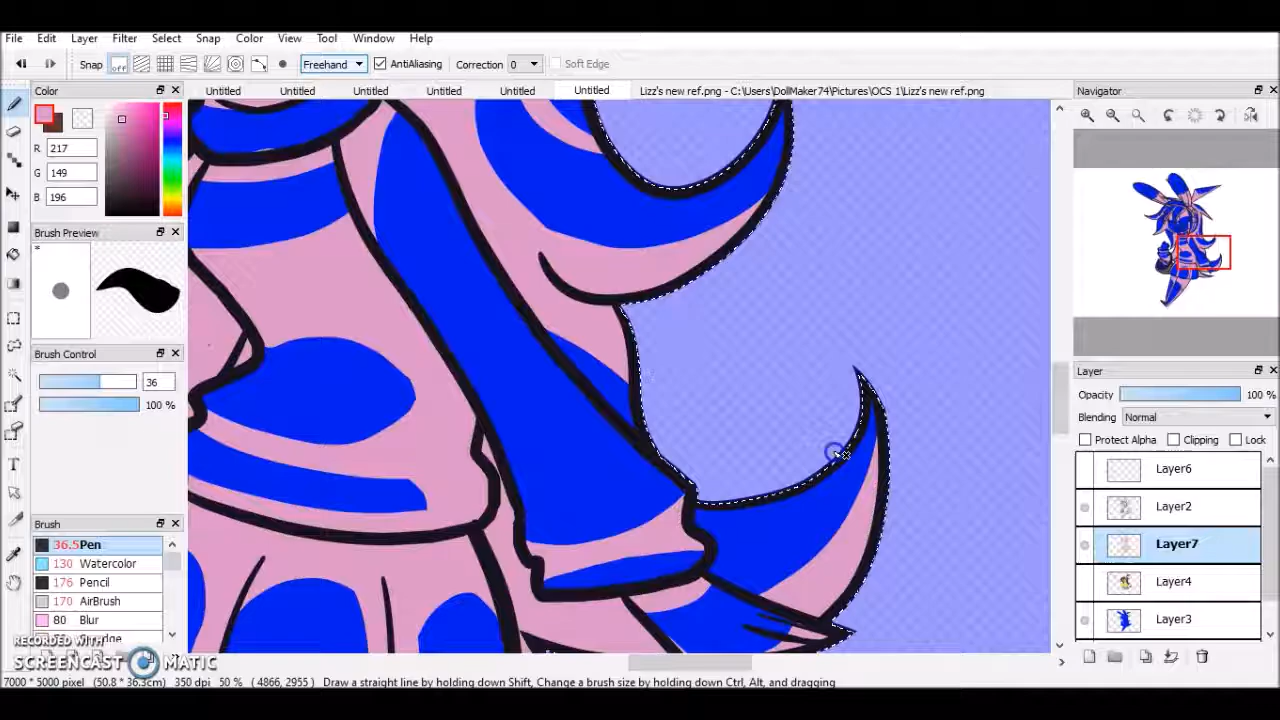 File Edit Layer Filter Select Snap Color View Tool Window Help
Snap off Freehand AntiAliasing Correction 0 Soft Edge
Color Untitled Untitled Untitled Untitled Untitled Untitled Lizz's new ref.png - C:\Users\DollMaker74\Pictures\OCS 1\Lizz's new ref.png Navigator
R 217
G 149
B 196
Brush Preview
*
Brush Control
36
100 %
Brush
36.5 Pen
130 Watercolor
176 Pencil
170 AirBrush
80 Blur
Layer
Opacity 100 %
Blending Normal
Protect Alpha Clipping Lock
Layer6
Layer2
Layer7
Layer4
Layer3
RECORDED WITH
SCREENCAST MATIC
7000 * 5000 pixel (50.8 * 36.3cm) 350 dpi 50 % ( 4866, 2955 ) Draw a straight line by holding down Shift, Change a brush size by holding down Ctrl, Alt, and dragging